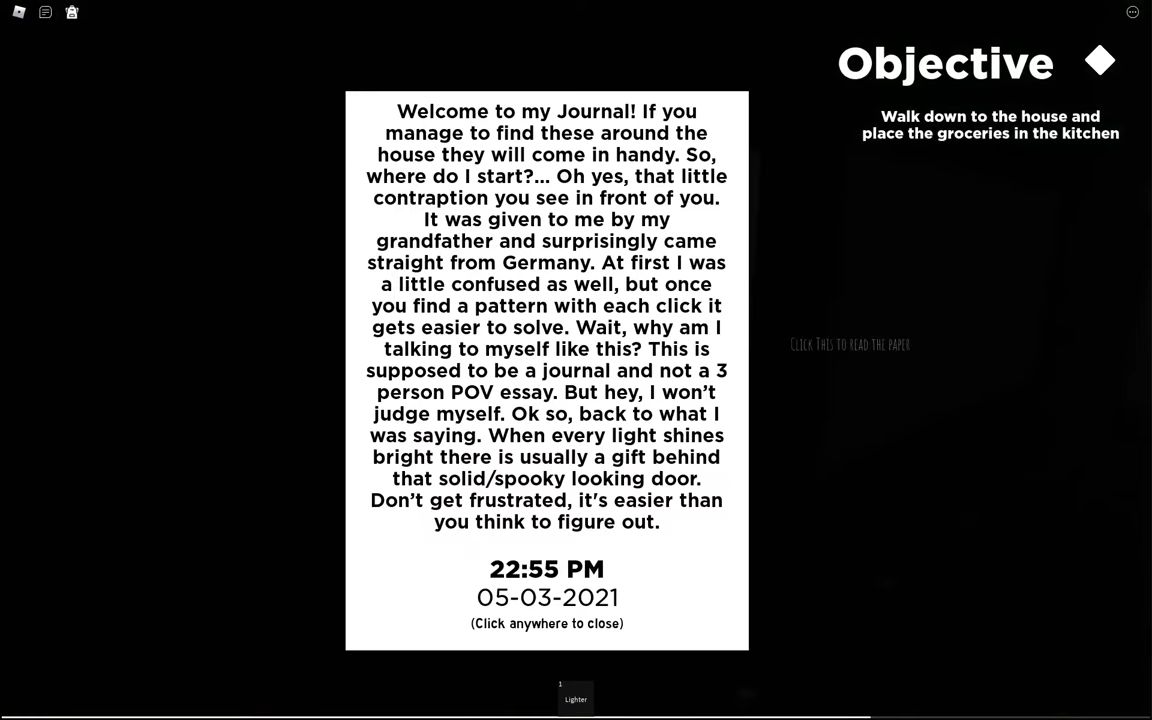 Objective
Walk down to the house and
place the groceries in the kitchen
Welcome to my Journal! If you
manage to find these around the
house they will come in handy. So,
where do I start?... Oh yes, that little
contraption you see in front of you.
It was given to me by my
grandfather and surprisingly came
straight from Germany. At first I was
a little confused as well, but once
you find a pattern with each click it
gets easier to solve. Wait, why am I
talking to myself like this? This is
supposed to be a journal and not a 3
person POV essay. But hey, I won’t
judge myself. Ok so, back to what I
was saying. When every light shines
bright there is usually a gift behind
that solid/spooky looking door.
Don’t get frustrated, it's easier than
you think to figure out.
22:55 PM
05-03-2021
(Click anywhere to close)
Click This to read the paper
1
Lighter